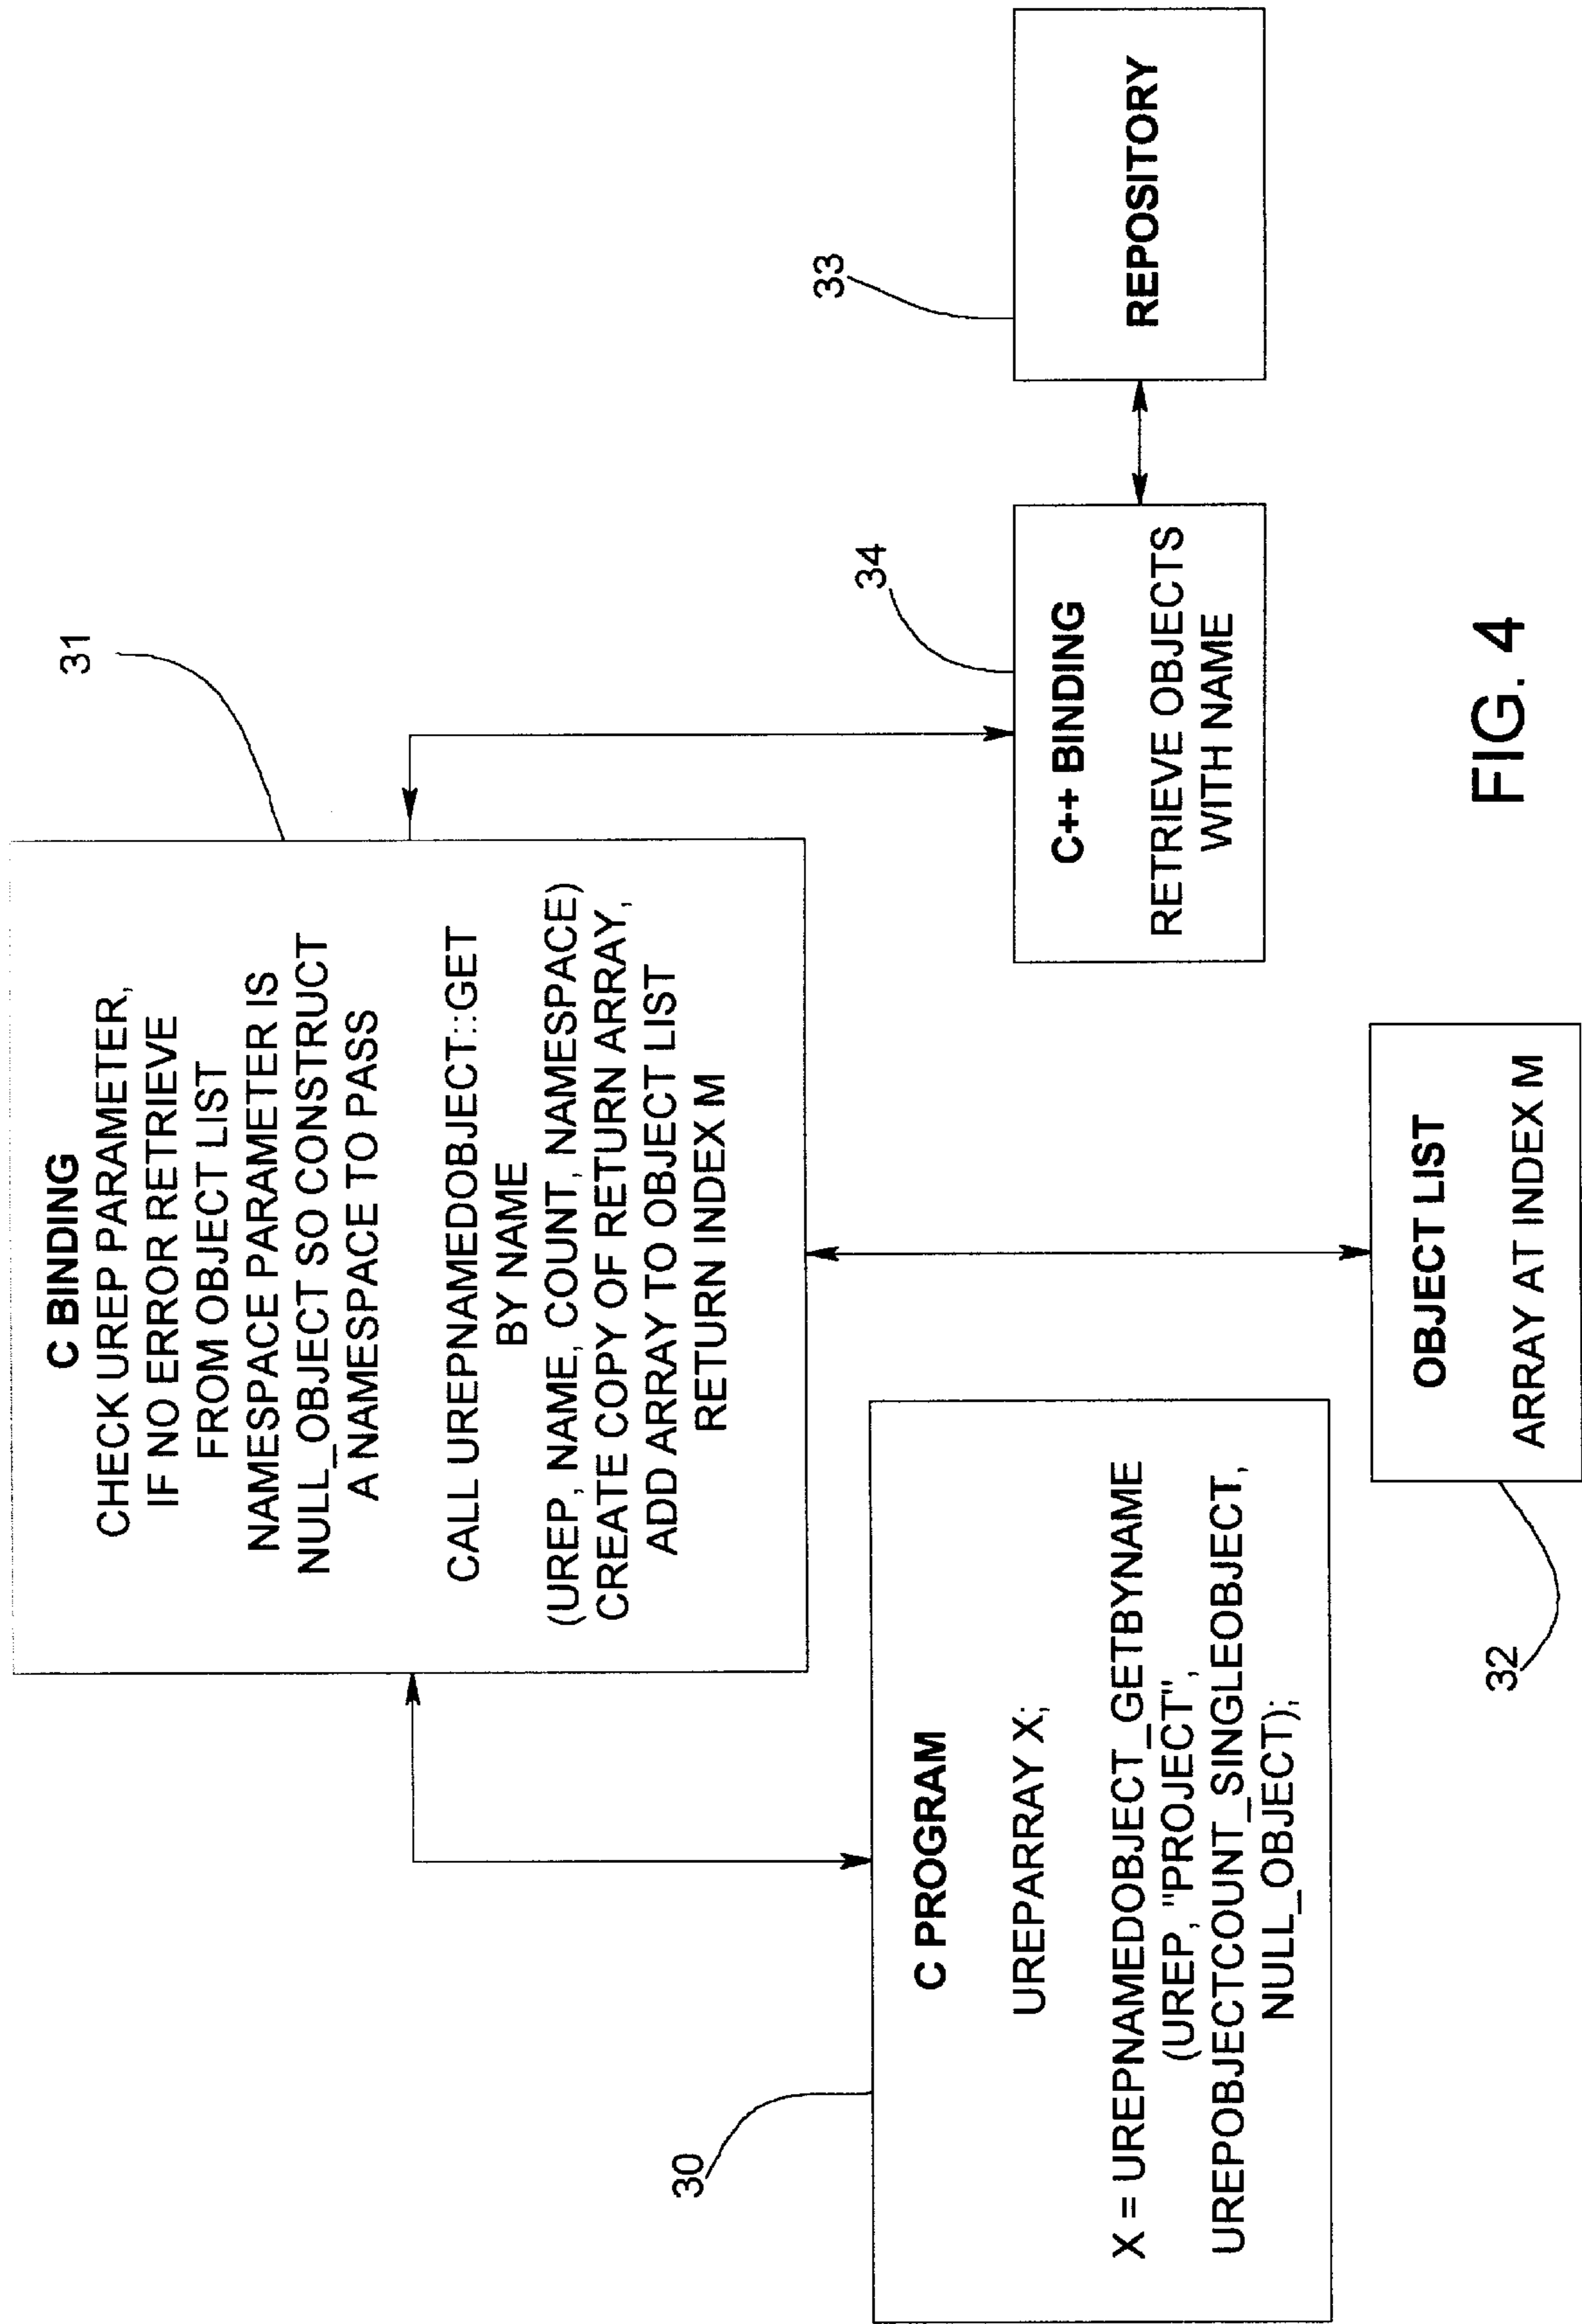 31
C BINDING
CHECK UREP PARAMETER,
IF NO ERROR RETRIEVE
FROM OBJECT LIST
NAMESPACE PARAMETER IS
NULL_OBJECT SO CONSTRUCT
A NAMESPACE TO PASS
CALL UREPNAMEDOBJECT::GET
BY NAME
(UREP, NAME, COUNT, NAMESPACE)
CREATE COPY OF RETURN ARRAY,
ADD ARRAY TO OBJECT LIST
RETURN INDEX M
30
C PROGRAM
UREPARRAY X;
X = UREPNAMEDOBJECT_GETBYNAME
(UREP, "PROJECT",
UREPOBJECTCOUNT_SINGLEOBJECT,
NULL_OBJECT);
34
C++ BINDING
RETRIEVE OBJECTS
WITH NAME
33
REPOSITORY
32
OBJECT LIST
ARRAY AT INDEX M
FIG. 4